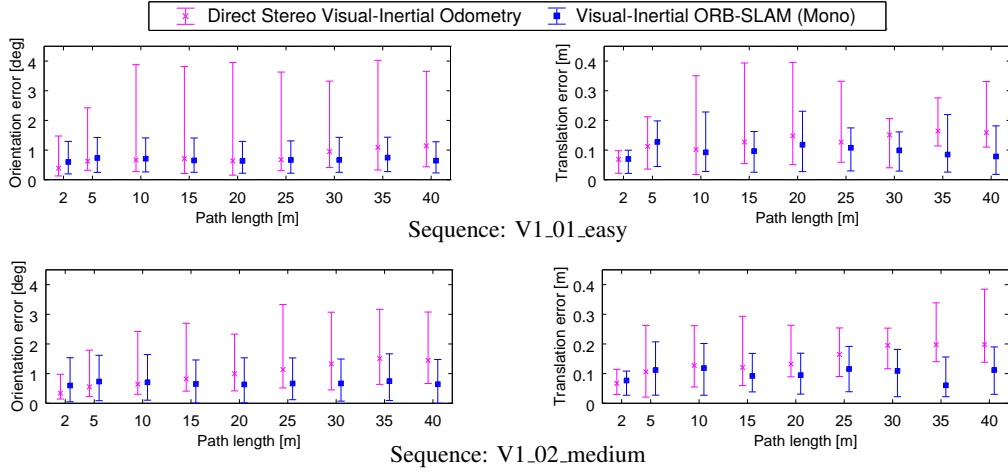 Direct Stereo Visual-Inertial Odometry
Visual-Inertial ORB-SLAM (Mono)
Orientation error [deg]
4
3
2
1
0
2 5 10 15 20 25 30 35 40
Path length [m]
Translation error [m]
0.4
0.3
0.2
0.1
0
2 5 10 15 20 25 30 35 40
Path length [m]
Sequence: V1_01_easy
Orientation error [deg]
4
3
2
1
0
2 5 10 15 20 25 30 35 40
Path length [m]
Translation error [m]
0.4
0.3
0.2
0.1
0
2 5 10 15 20 25 30 35 40
Path length [m]
Sequence: V1_02_medium